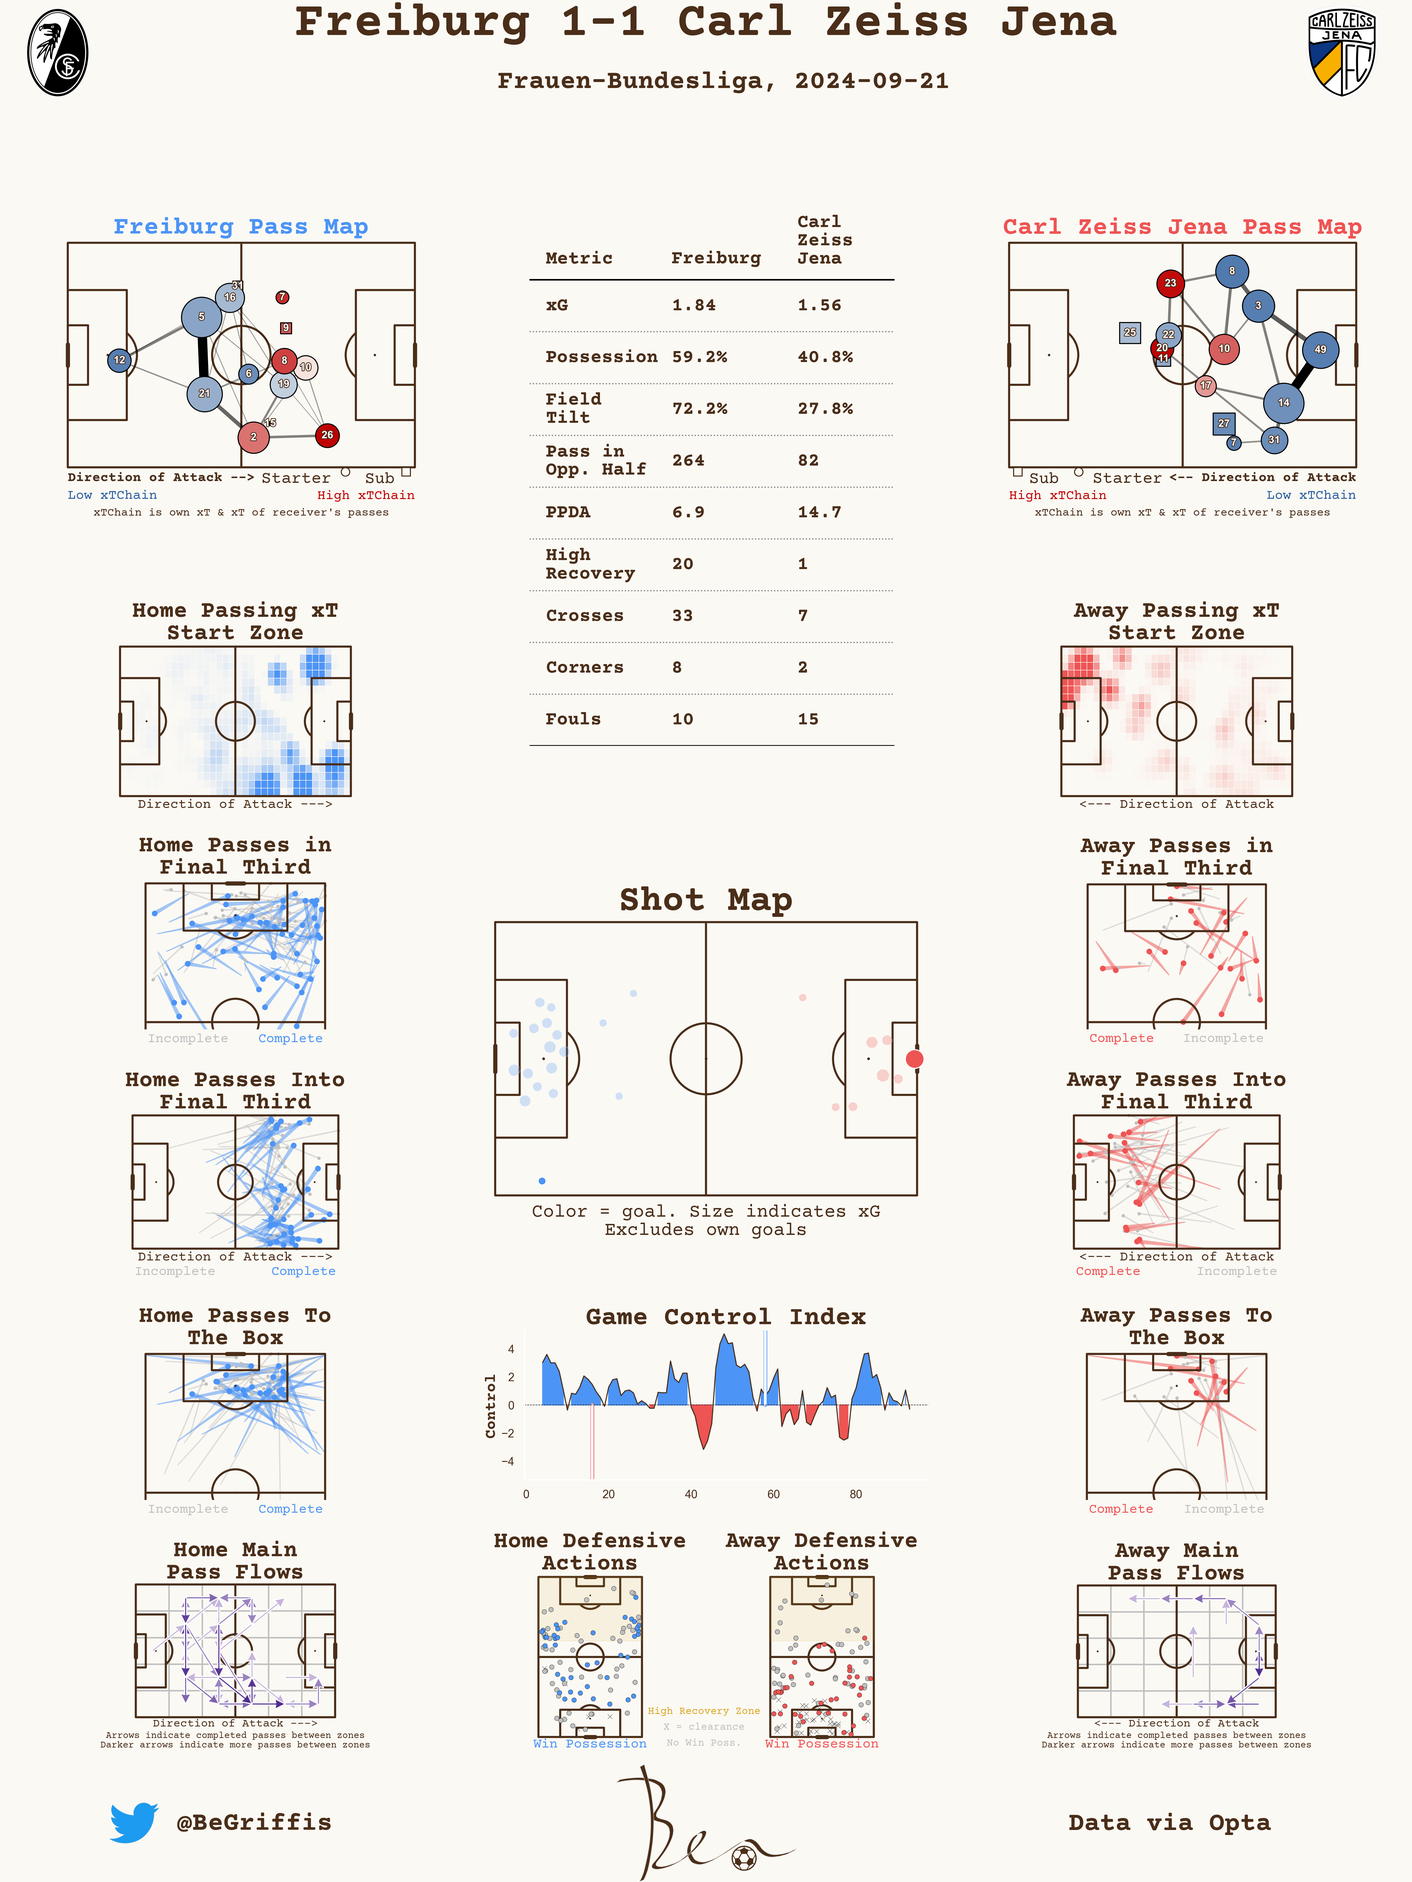 Freiburg 1-1 Carl Zeiss Jena
Frauen-Bundesliga, 2024-09-21
CARL ZEISS
JENA
FC
Freiburg Pass Map
31
16
7
5
9
12
8
10
6
19
21
15
2
26
Direction of Attack --> Starter Sub
Low xTChain High xTChain
xTChain is own xT & xT of receiver's passes
Metric Freiburg Carl Zeiss Jena
xG 1.84 1.56
Possession 59.2% 40.8%
Field Tilt 72.2% 27.8%
Pass in Opp. Half 264 82
PPDA 6.9 14.7
High Recovery 20 1
Crosses 33 7
Corners 8 2
Fouls 10 15
Carl Zeiss Jena Pass Map
8
23
3
25
22
20
11
10
49
17
14
27
7
31
Sub Starter <-- Direction of Attack
High xTChain Low xTChain
xTChain is own xT & xT of receiver's passes
Home Passing xT
Start Zone
Direction of Attack --->
Away Passing xT
Start Zone
<--- Direction of Attack
Home Passes in
Final Third
Incomplete Complete
Away Passes in
Final Third
Complete Incomplete
Shot Map
Color = goal. Size indicates xG
Excludes own goals
Home Passes Into
Final Third
Direction of Attack --->
Incomplete Complete
Away Passes Into
Final Third
<--- Direction of Attack
Complete Incomplete
Game Control Index
Control
4
2
0
−2
−4
0 20 40 60 80
Home Passes To
The Box
Incomplete Complete
Away Passes To
The Box
Complete Incomplete
Home Main
Pass Flows
Direction of Attack --->
Arrows indicate completed passes between zones
Darker arrows indicate more passes between zones
Home Defensive
Actions
Win Possession
High Recovery Zone
X = clearance
No Win Poss.
Away Defensive
Actions
Win Possession
Away Main
Pass Flows
<--- Direction of Attack
Arrows indicate completed passes between zones
Darker arrows indicate more passes between zones
@BeGriffis
Ben
Data via Opta